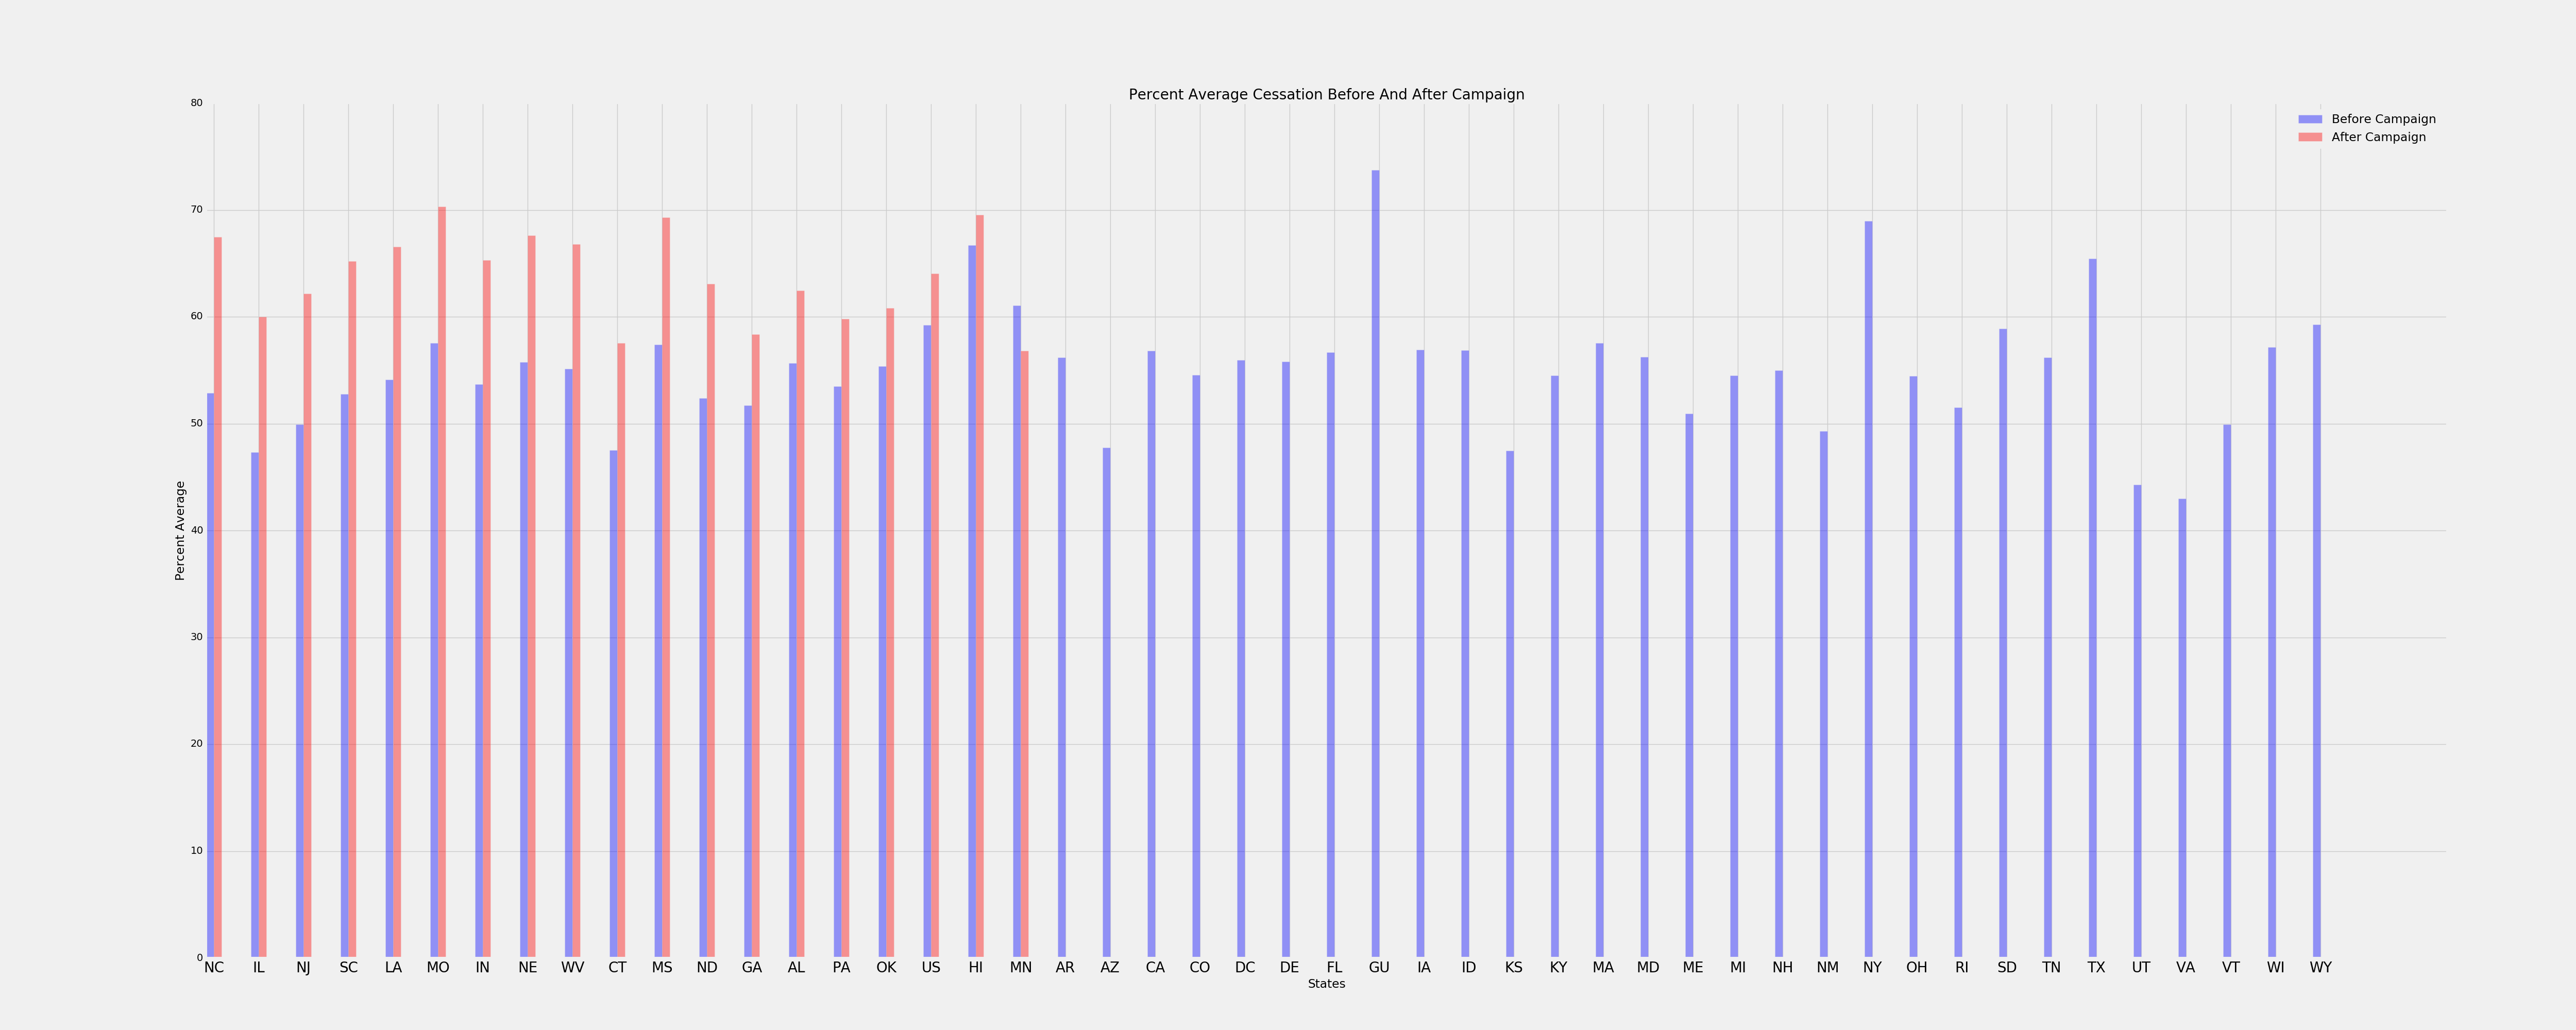 Percent Average Cessation Before And After Campaign
Before Campaign
After Campaign
80
70
60
50
40
30
20
10
0
Percent Average
NC IL NJ SC LA MO IN NE WV CT MS ND GA AL PA OK US HI MN AR AZ CA CO DC DE FL GU IA ID KS KY MA MD ME MI NH NM NY OH RI SD TN TX UT VA VT WI WY
States